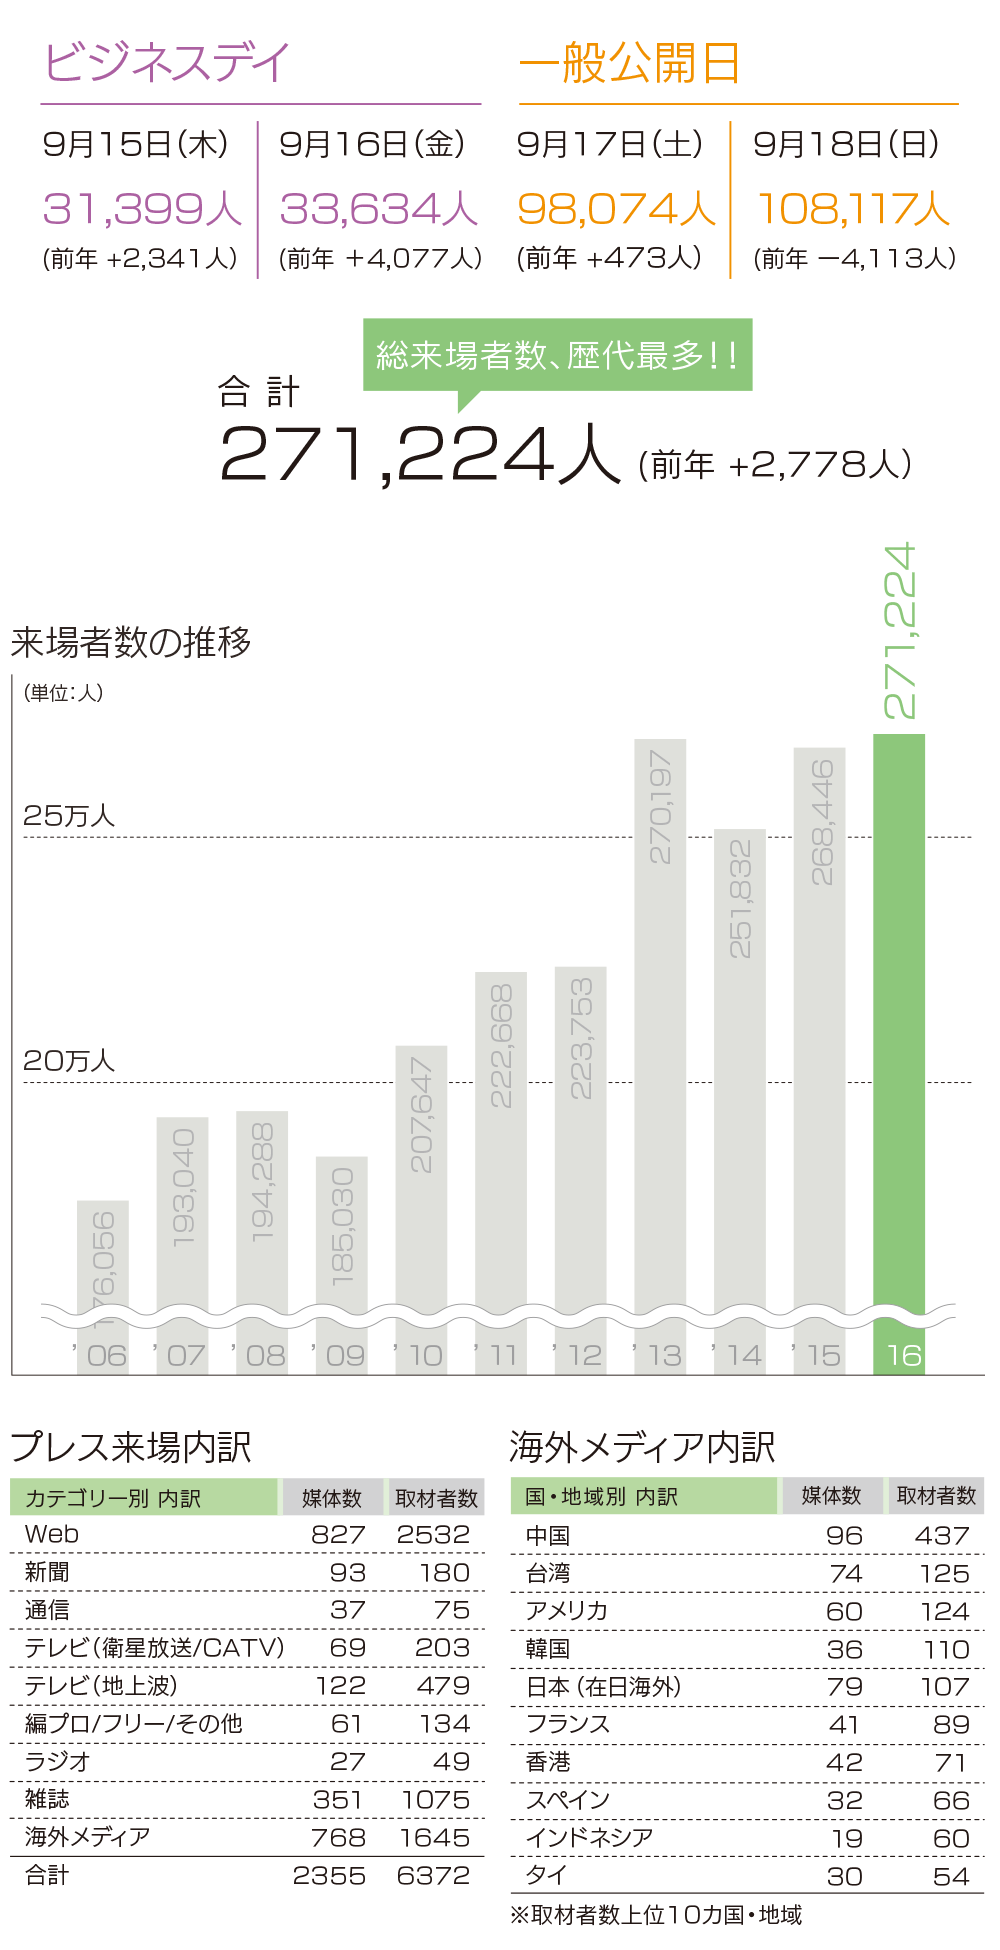 ビジネスデイ
9月15日(木)
31,399人
(前年 +2,341人)
9月16日(金)
33,634人
(前年 +4,077人)
一般公開日
9月17日(土)
98,074人
(前年 +473人)
9月18日(日)
108,117人
(前年 －4,113人)
総来場者数、歴代最多!!
合 計
271,224人 (前年 +2,778人)
来場者数の推移
(単位:人)
25万人
20万人
176,056
193,040
194,288
185,030
207,647
222,668
223,753
270,197
251,832
268,446
271,224
’06 ’07 ’08 ’09 ’10 ’11 ’12 ’13 ’14 ’15 16
プレス来場内訳
カテゴリー別 内訳 媒体数 取材者数
Web 827 2532
新聞 93 180
通信 37 75
テレビ(衛星放送/CATV) 69 203
テレビ(地上波) 122 479
編プロ/フリー/その他 61 134
ラジオ 27 49
雑誌 351 1075
海外メディア 768 1645
合計 2355 6372
海外メディア内訳
国・地域別 内訳 媒体数 取材者数
中国 96 437
台湾 74 125
アメリカ 60 124
韓国 36 110
日本 (在日海外) 79 107
フランス 41 89
香港 42 71
スペイン 32 66
インドネシア 19 60
タイ 30 54
※取材者数上位10カ国・地域